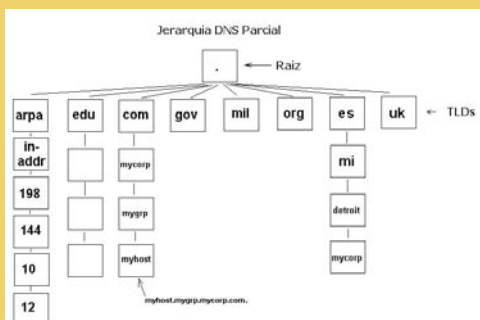 Jerarquia DNS Parcial
.
Raiz
arpa edu com gov mil org es uk
TLDs
in-
addr
mycorp
mi
198
mygrp
detroit
144
myhost
mycorp
10
myhost.mygrp.mycorp.com.
12